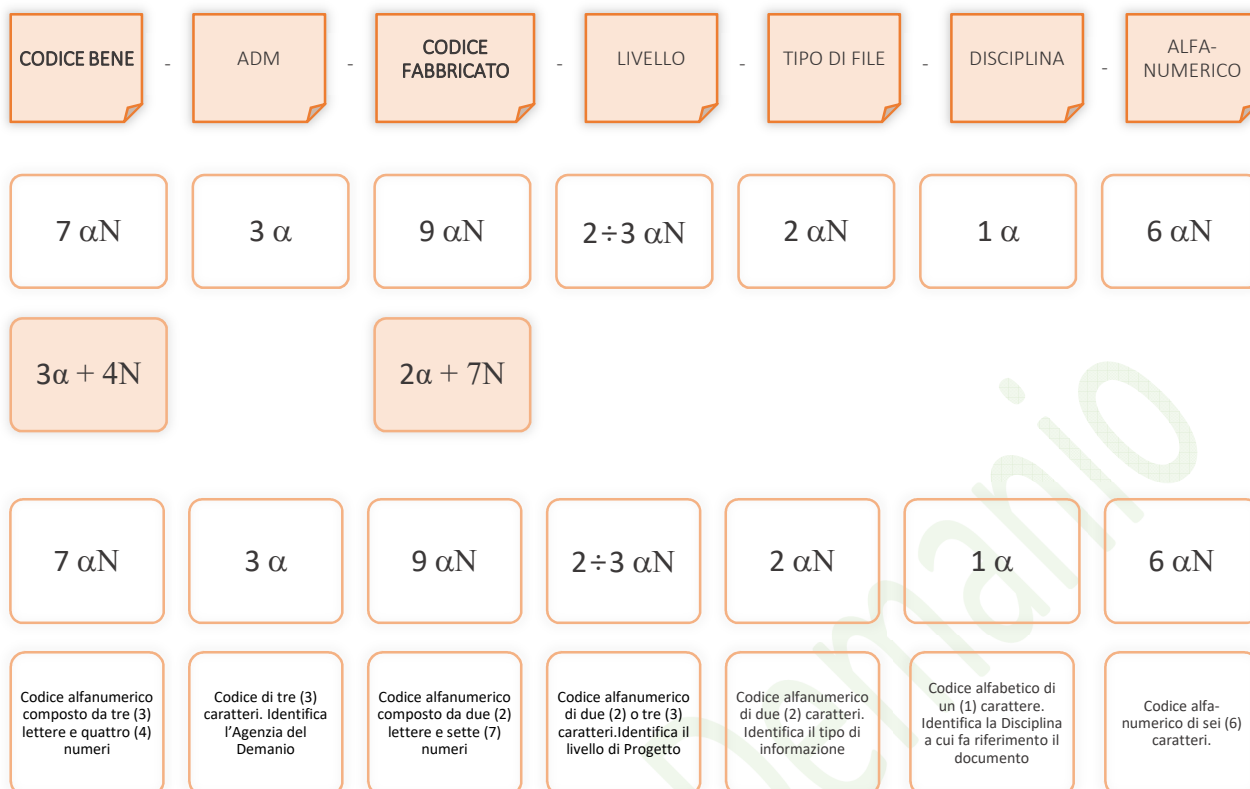 CODICE BENE - ADM - CODICE FABBRICATO - LIVELLO - TIPO DI FILE - DISCIPLINA - ALFA-NUMERICO
7 αN
3 α
9 αN
2÷3 αN
2 αN
1 α
6 αN
3α + 4N
2α + 7N
7 αN
3 α
9 αN
2÷3 αN
2 αN
1 α
6 αN
Codice alfanumerico
composto da tre (3)
lettere e quattro (4)
numeri
Codice di tre (3)
caratteri. Identifica
l'Agenzia del
Demanio
Codice alfanumerico
composto da due (2)
lettere e sette (7)
numeri
Codice alfanumerico
di due (2) o tre (3)
caratteri.Identifica il
livello di Progetto
Codice alfanumerico
di due (2) caratteri.
Identifica il tipo di
informazione
Codice alfabetico di
un (1) carattere.
Identifica la Disciplina
a cui fa riferimento il
documento
Codice alfa-
numerico di sei (6)
caratteri.
Demanio